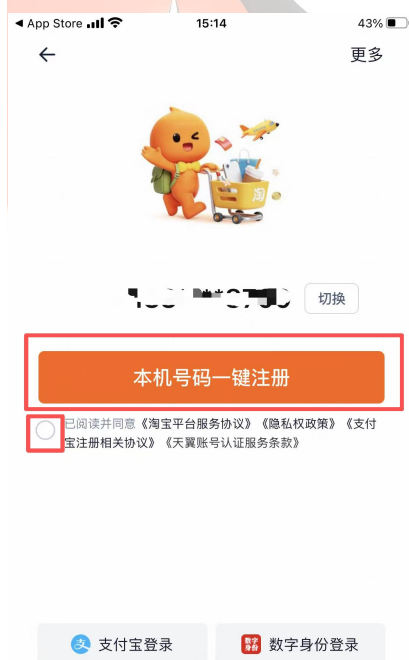 App Store
15:14
43%
更多
淘
切换
本机号码一键注册
已阅读并同意《淘宝平台服务协议》《隐私权政策》《支付
宝注册相关协议》《天翼账号认证服务条款》
支 支付宝登录
数字
身份
数字身份登录